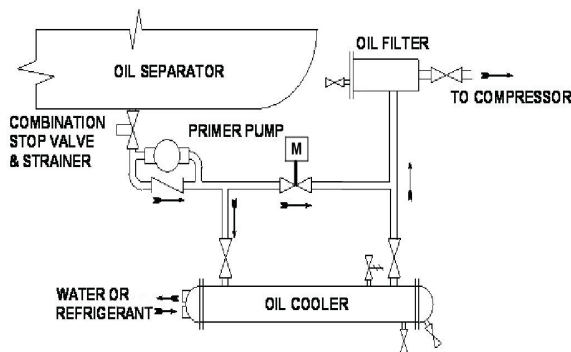 OIL FILTER
OIL SEPARATOR
TO COMPRESSOR
COMBINATION
STOP VALVE
& STRAINER
PRIMER PUMP
M
WATER OR
REFRIGERANT
OIL COOLER